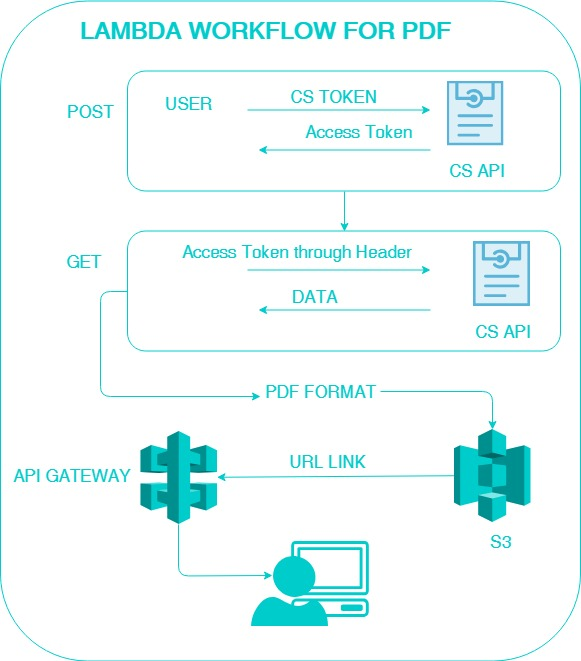 LAMBDA WORKFLOW FOR PDF
POST
USER
CS TOKEN
Access Token
CS API
GET
Access Token through Header
DATA
CS API
PDF FORMAT
API GATEWAY
URL LINK
S3